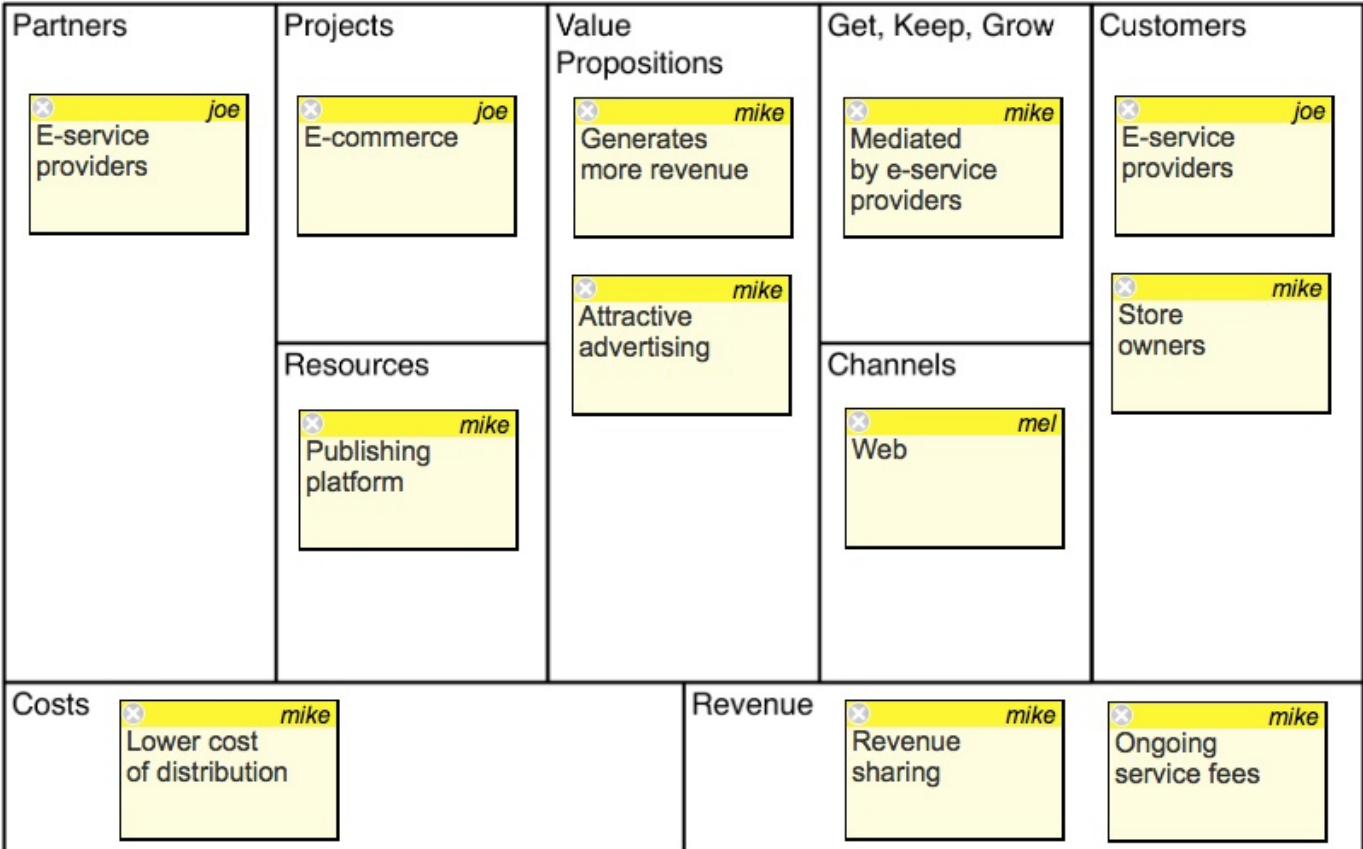 Partners
joe
E-service
providers
Projects
joe
E-commerce
Resources
mike
Publishing
platform
Value
Propositions
mike
Generates
more revenue
mike
Attractive
advertising
Get, Keep, Grow
mike
Mediated
by e-service
providers
Channels
mel
Web
Customers
joe
E-service
providers
mike
Store
owners
Costs
mike
Lower cost
of distribution
Revenue
mike
Revenue
sharing
mike
Ongoing
service fees